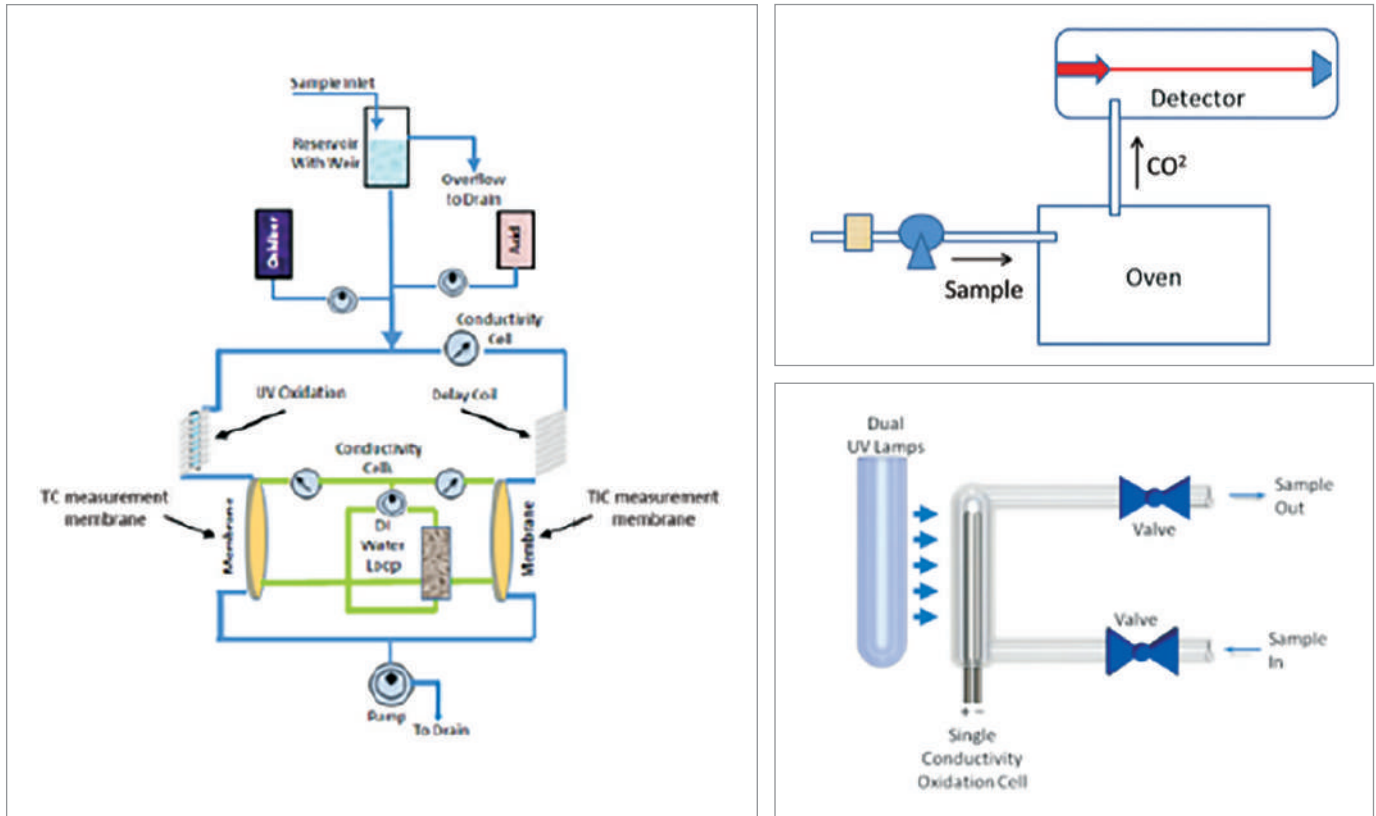 Sample Inlet
Reservoir
With Weir
Overflow
to Drain
Oxidizer
Acid
Conductivity
Cell
UV Oxidation
Delay Coil
Conductivity
Cells
TC measurement
membrane
TIC measurement
membrane
Membrane
DI
Water
Loop
Membrane
Pump
To Drain
Detector
CO²
Sample
Oven
Dual
UV Lamps
Sample
Out
Valve
Valve
Sample
In
+ −
Single
Conductivity
Oxidation Cell